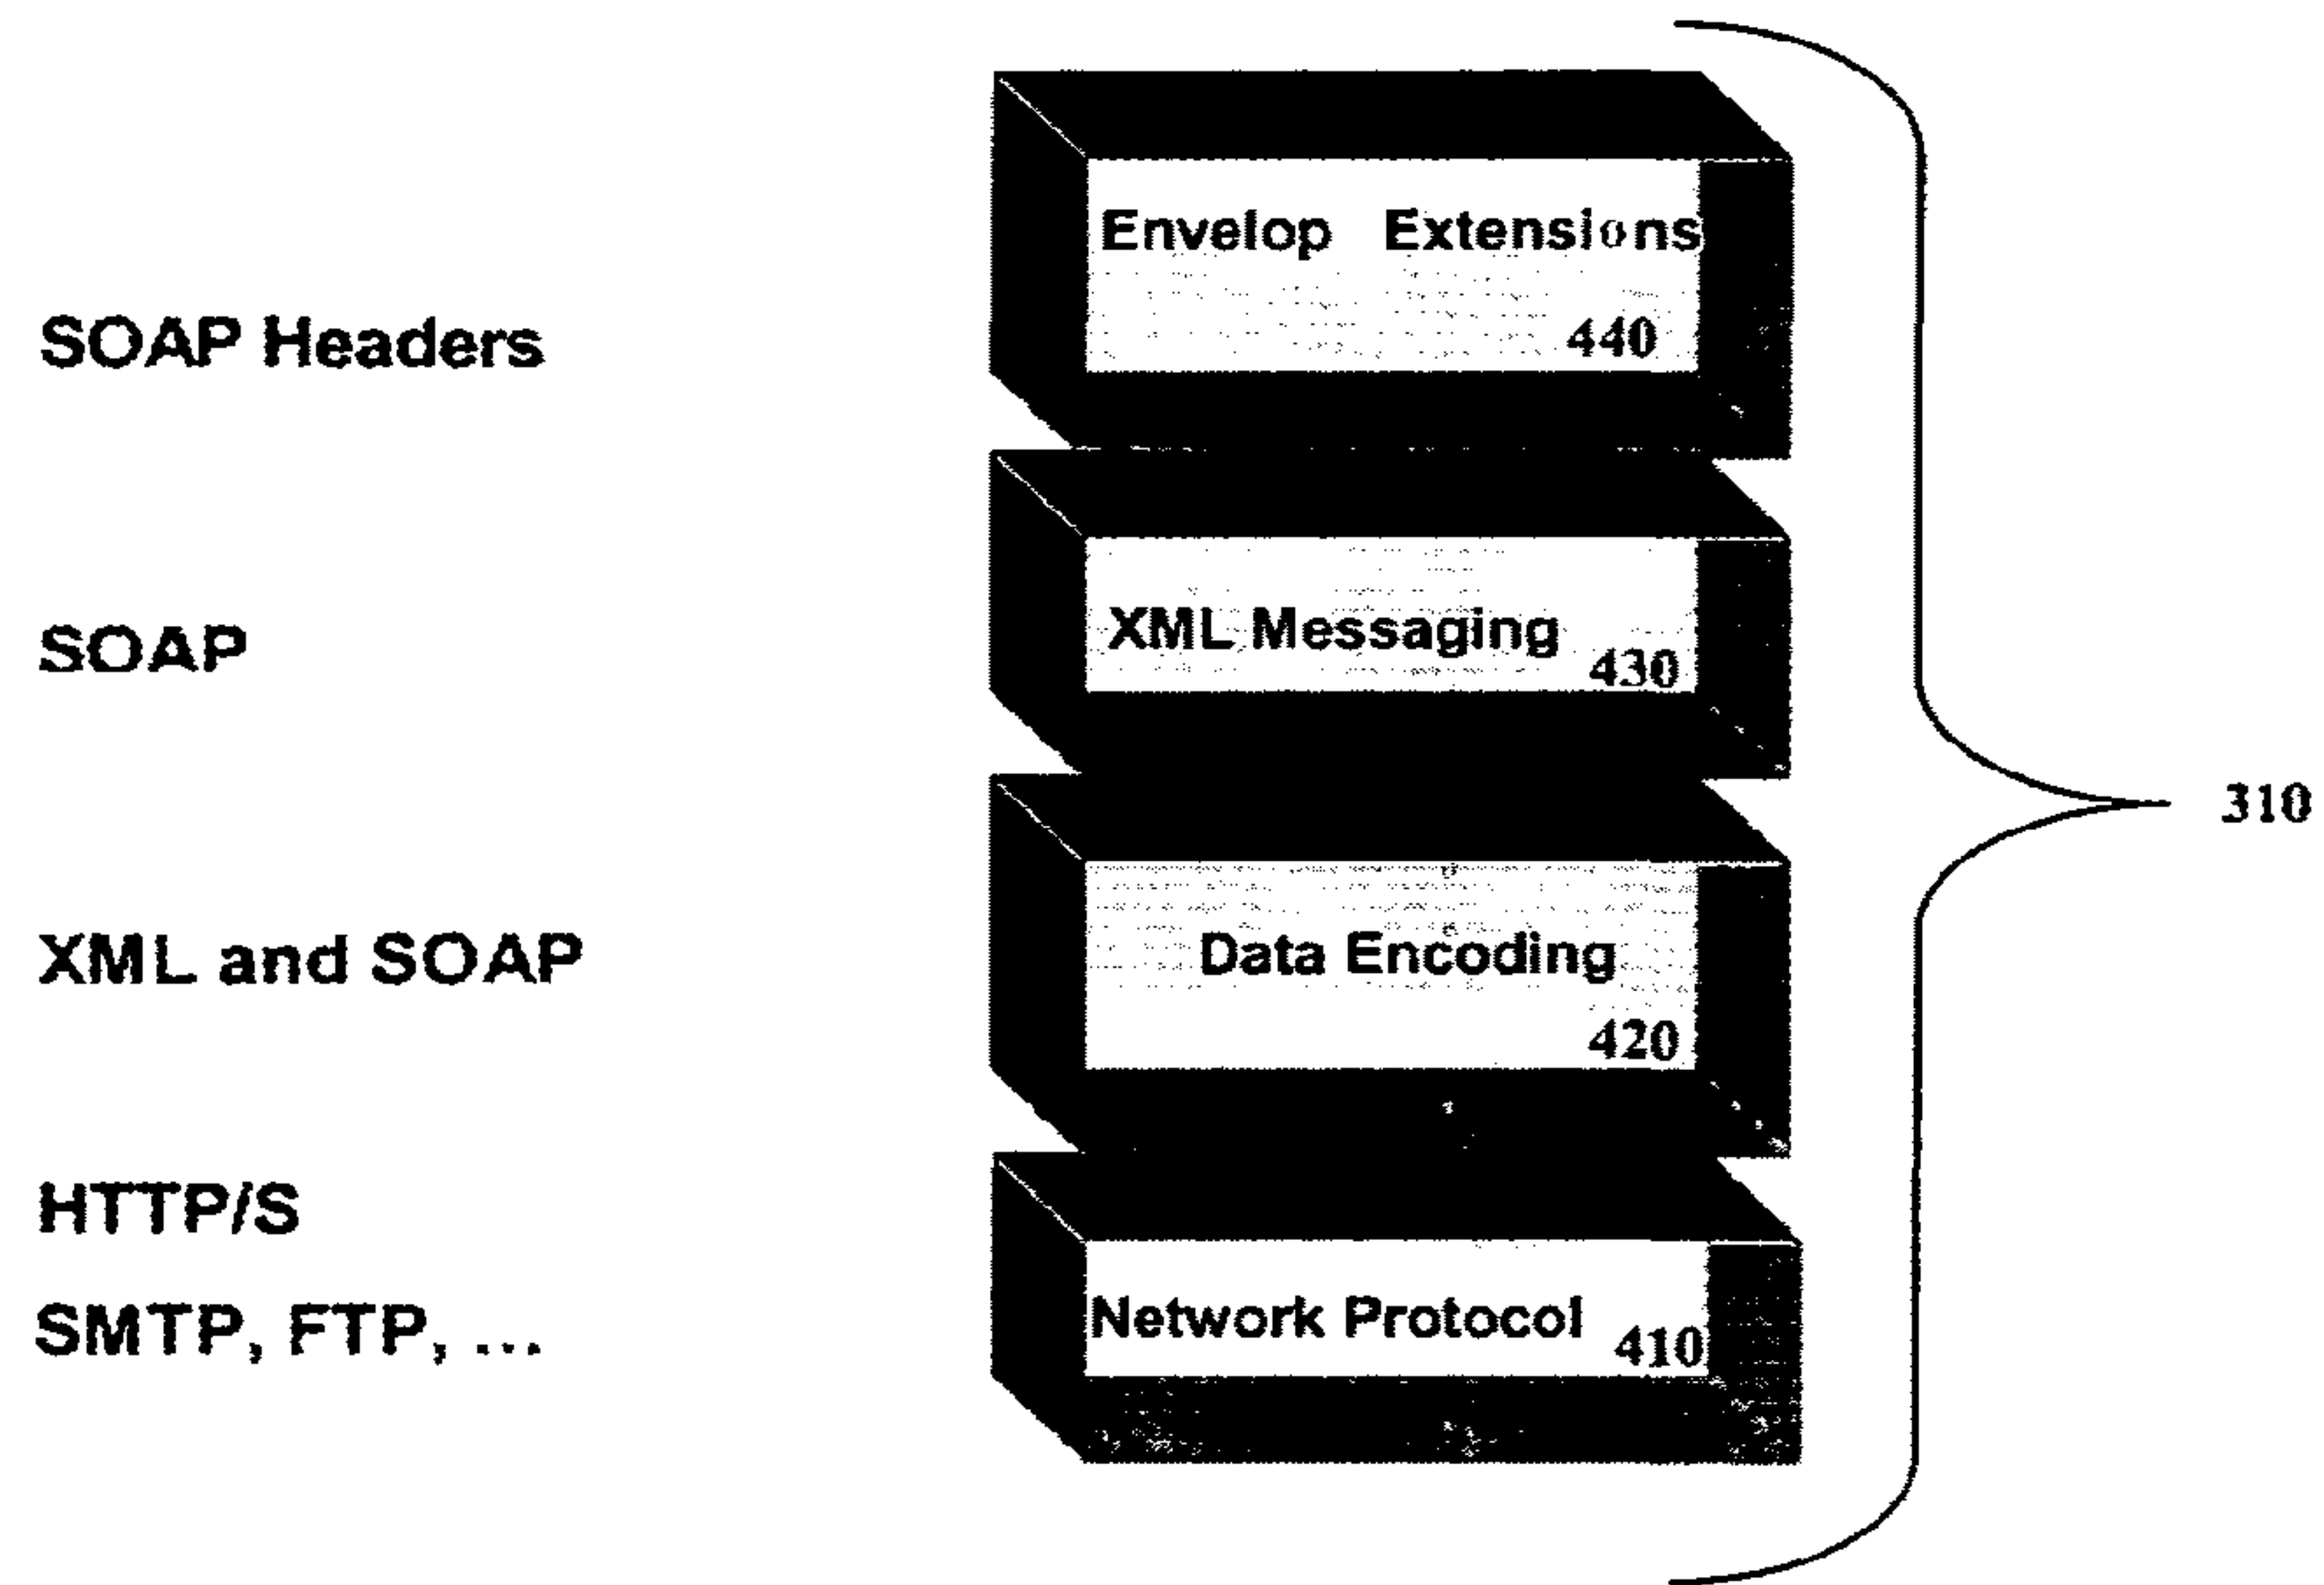 Envelop Extensions
SOAP Headers
440
SOAP
XML Messaging
430
310
XML and SOAP
Data Encoding
420
HTTP/S
SMTP, FTP, ...
Network Protocol
410